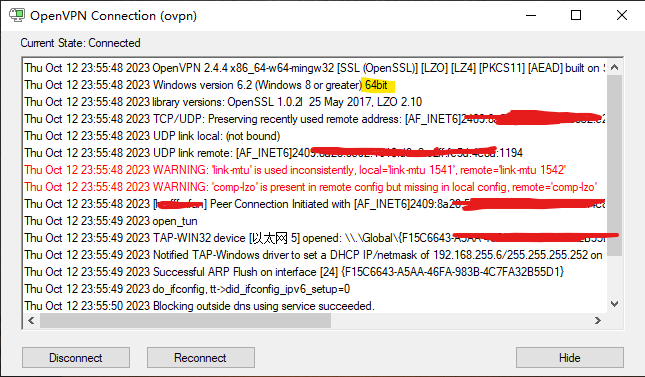 OpenVPN Connection (ovpn)
Current State: Connected
Thu Oct 12 23:55:48 2023 OpenVPN 2.4.4 x86_64-w64-mingw32 [SSL (OpenSSL)] [LZO] [LZ4] [PKCS11] [AEAD] built on
Thu Oct 12 23:55:48 2023 Windows version 6.2 (Windows 8 or greater) 64bit
Thu Oct 12 23:55:48 2023 library versions: OpenSSL 1.0.2l 25 May 2017, LZO 2.10
Thu Oct 12 23:55:48 2023 TCP/UDP: Preserving recently used remote address: [AF_INET6]2409:
Thu Oct 12 23:55:48 2023 UDP link local: (not bound)
Thu Oct 12 23:55:48 2023 UDP link remote: [AF_INET6]2409: :1194
Thu Oct 12 23:55:48 2023 WARNING: 'link-mtu' is used inconsistently, local='link-mtu 1541', remote='link-mtu 1542'
Thu Oct 12 23:55:48 2023 WARNING: 'comp-lzo' is present in remote config but missing in local config, remote='comp-lzo'
Thu Oct 12 23:55:48 2023 [ ] Peer Connection Initiated with [AF_INET6]2409:8a20:
Thu Oct 12 23:55:49 2023 open_tun
Thu Oct 12 23:55:49 2023 TAP-WIN32 device [以太网 5] opened: \\.\Global\{F15C6643-A5AA-
Thu Oct 12 23:55:49 2023 Notified TAP-Windows driver to set a DHCP IP/netmask of 192.168.255.6/255.255.255.252 on
Thu Oct 12 23:55:49 2023 Successful ARP Flush on interface [24] {F15C6643-A5AA-46FA-983B-4C7FA32B55D1}
Thu Oct 12 23:55:49 2023 do_ifconfig, tt->did_ifconfig_ipv6_setup=0
Thu Oct 12 23:55:50 2023 Blocking outside dns using service succeeded.
Disconnect
Reconnect
Hide